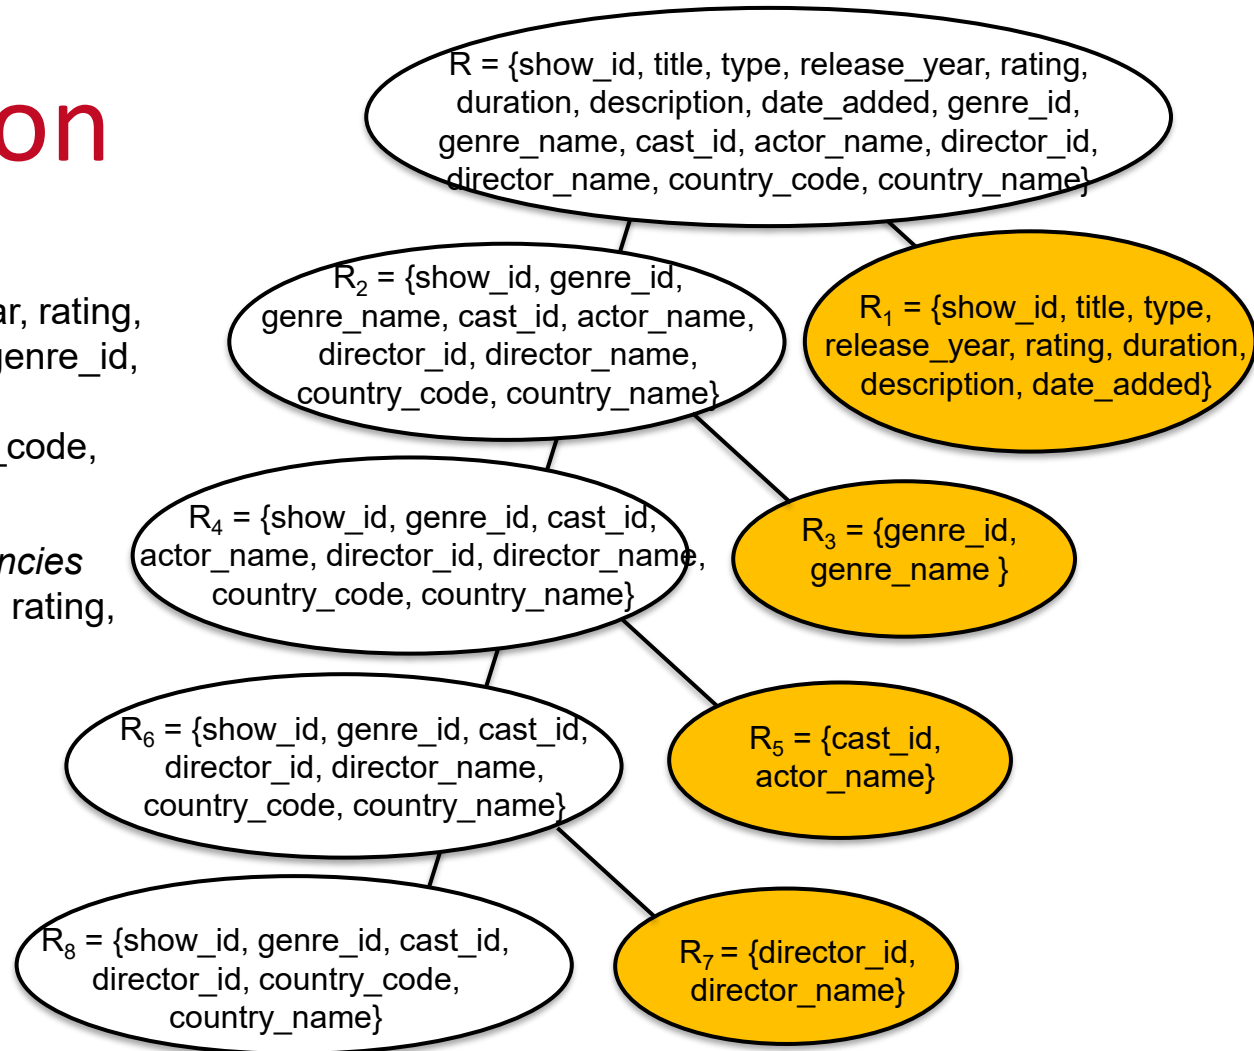 on
ar, rating,
genre_id,
_code,
ncies
rating,
R = {show_id, title, type, release_year, rating,
duration, description, date_added, genre_id,
genre_name, cast_id, actor_name, director_id,
director_name, country_code, country_name}
R₂ = {show_id, genre_id,
genre_name, cast_id, actor_name,
director_id, director_name,
country_code, country_name}
R₁ = {show_id, title, type,
release_year, rating, duration,
description, date_added}
R₄ = {show_id, genre_id, cast_id,
actor_name, director_id, director_name,
country_code, country_name}
R₃ = {genre_id,
genre_name }
R₆ = {show_id, genre_id, cast_id,
director_id, director_name,
country_code, country_name}
R₅ = {cast_id,
actor_name}
R₈ = {show_id, genre_id, cast_id,
director_id, country_code,
country_name}
R₇ = {director_id,
director_name}